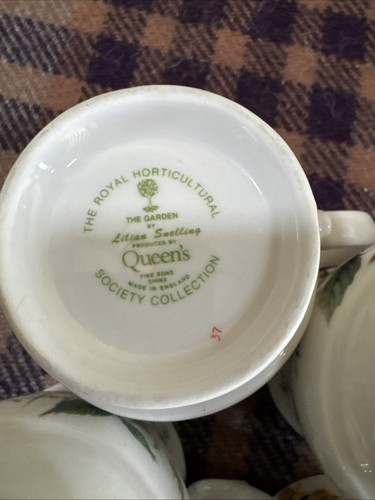 THE ROYAL HORTICULTURAL
THE GARDEN
BY
Lilian Snelling
PRODUCED BY
Queen's
FINE BONE
CHINA
MADE IN ENGLAND
SOCIETY COLLECTION
37